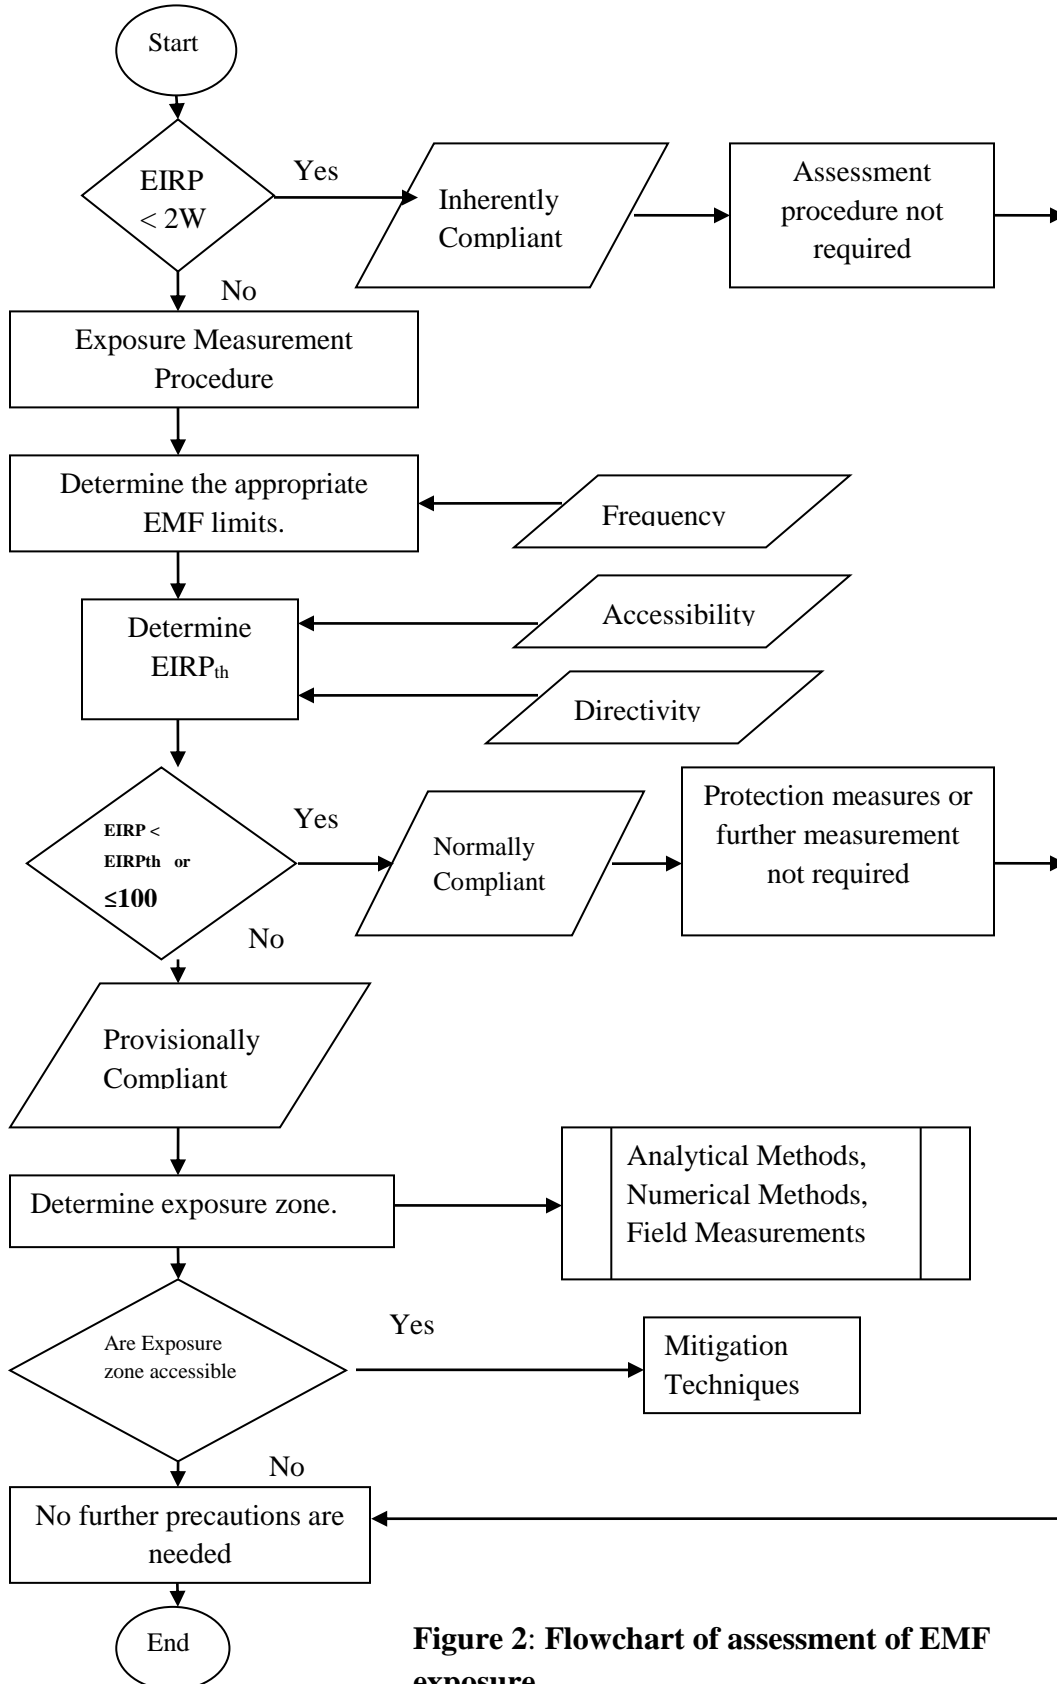 Start
EIRP
< 2W
Yes
Inherently
Compliant
Assessment
procedure not
required
No
Exposure Measurement
Procedure
Determine the appropriate
EMF limits.
Frequency
Determine
EIRPth
Accessibility
Directivity
EIRP <
EIRPth or
≤100
Yes
Normally
Compliant
Protection measures or
further measurement
not required
No
Provisionally
Compliant
Determine exposure zone.
Analytical Methods,
Numerical Methods,
Field Measurements
Are Exposure
zone accessible
Yes
Mitigation
Techniques
No
No further precautions are
needed
End
Figure 2: Flowchart of assessment of EMF
exposure